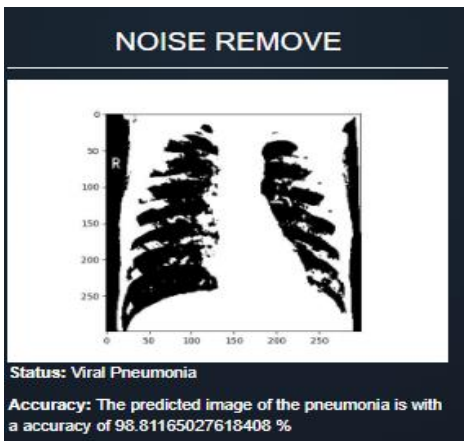 NOISE REMOVE
0
50
R
100
150
200
250
0 50 100 150 200 250
Status: Viral Pneumonia
Accuracy: The predicted image of the pneumonia is with
a accuracy of 98.81165027618408 %